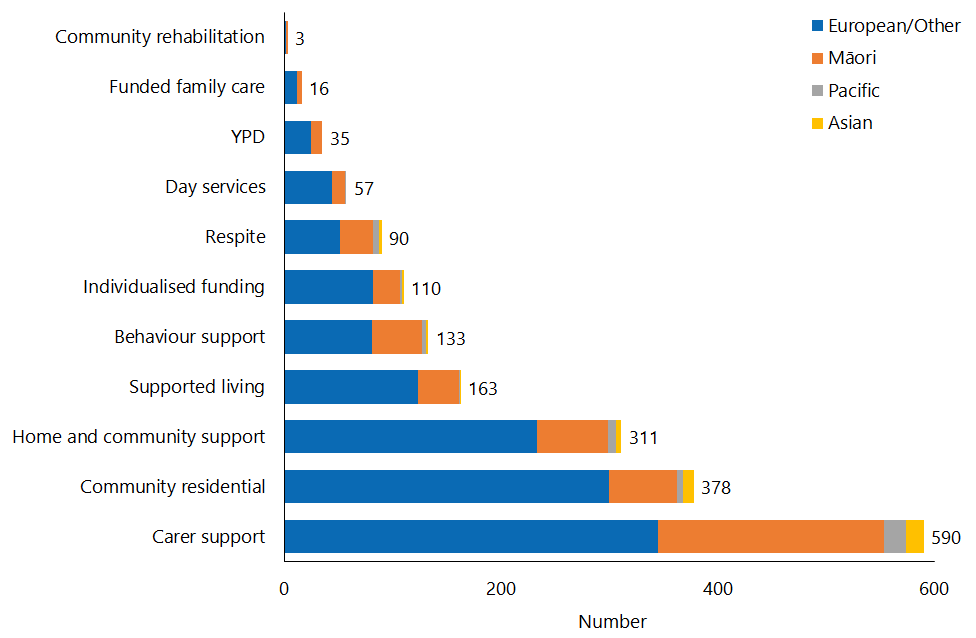 European/Other
Māori
Pacific
Asian
Community rehabilitation 3
Funded family care 16
YPD 35
Day services 57
Respite 90
Individualised funding 110
Behaviour support 133
Supported living 163
Home and community support 311
Community residential 378
Carer support 590
0 200 400 600
Number